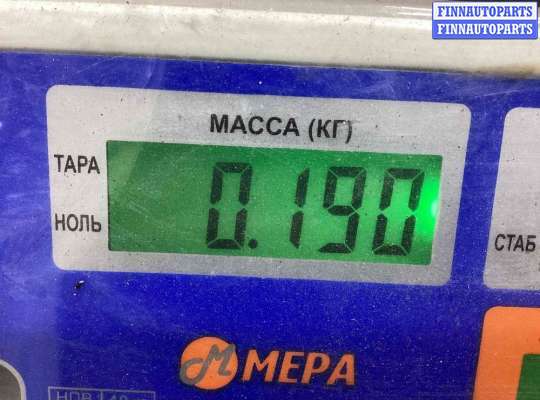 FINNAUTOPARTS
FINNAUTOPARTS
МАССА (КГ)
ТАРА
0.190
НОЛЬ
СТАБ
МЕРА